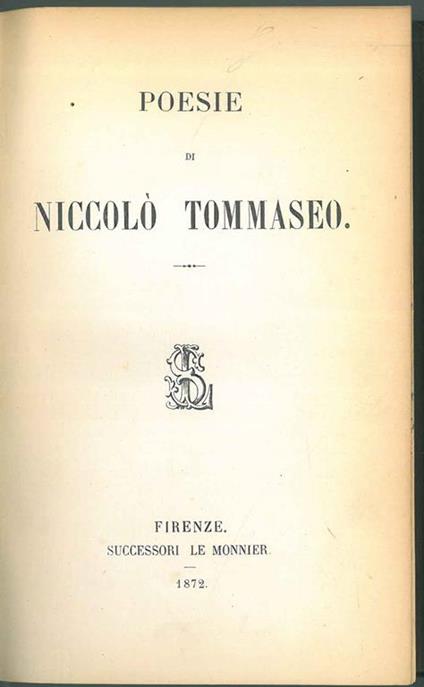 POESIE
DI
NICCOLÒ TOMMASEO.
FIRENZE.
SUCCESSORI LE MONNIER.
1872.